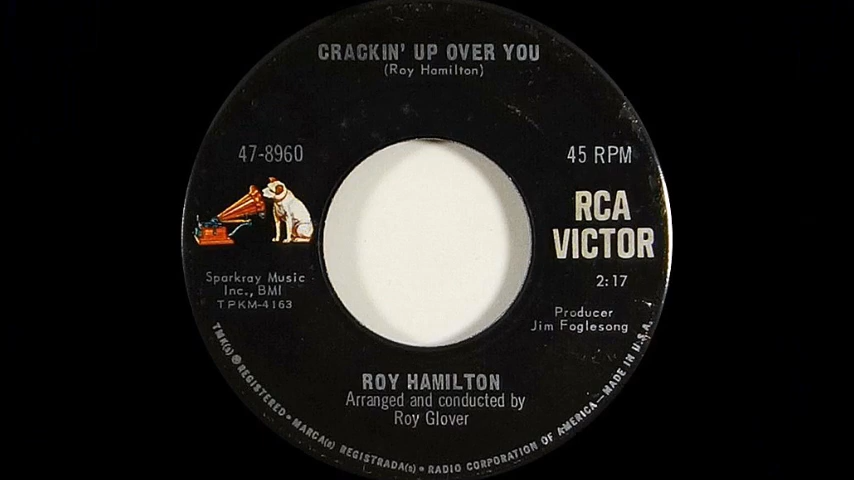 CRACKIN' UP OVER YOU
(Roy Hamilton)
47-8960
45 RPM
RCA
VICTOR
2:17
Sparkray Music
Inc., BMI
TPKM-4163
Producer
Jim Foglesong
ROY HAMILTON
Arranged and conducted by
Roy Glover
TMK(s) ® REGISTERED • MARCA(s) REGISTRADA(s) • RADIO CORPORATION OF AMERICA—MADE IN U.S.A.